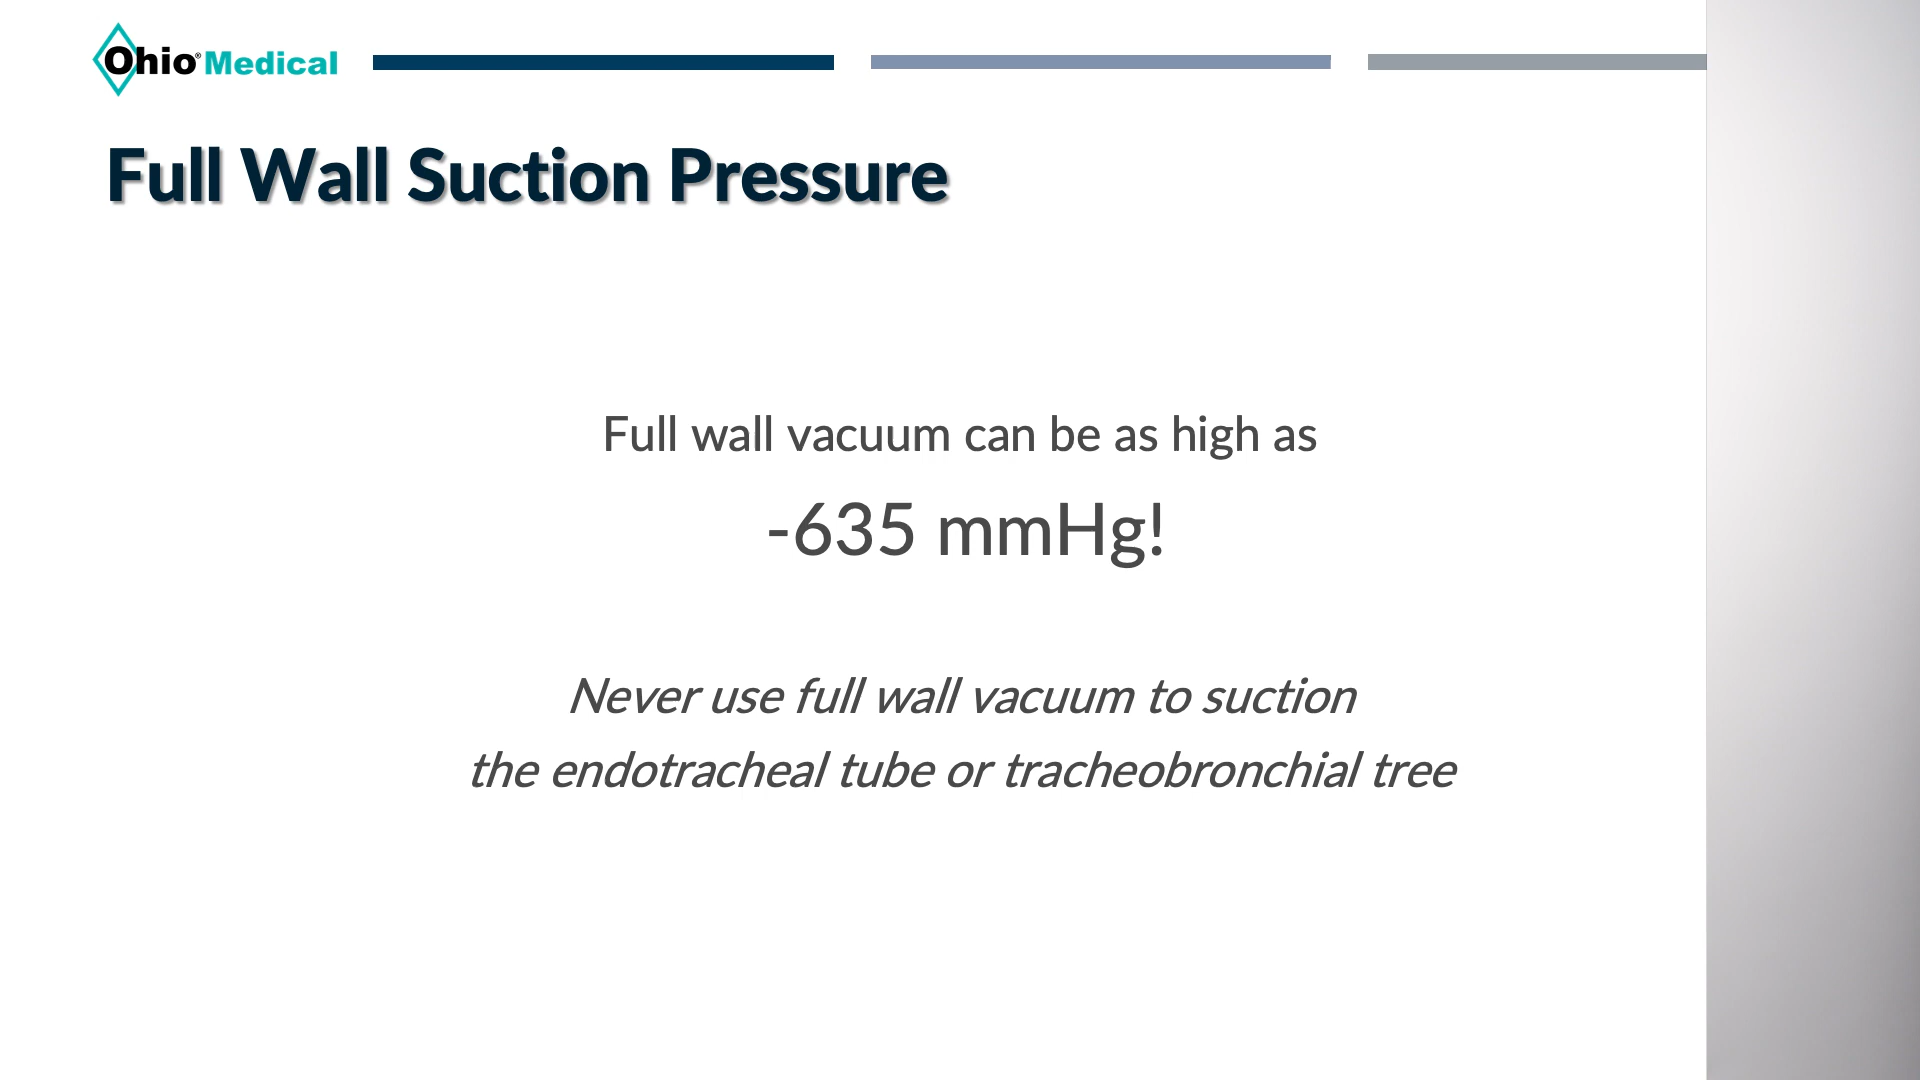 Ohio® Medical
Full Wall Suction Pressure
Full wall vacuum can be as high as
-635 mmHg!
Never use full wall vacuum to suction
the endotracheal tube or tracheobronchial tree